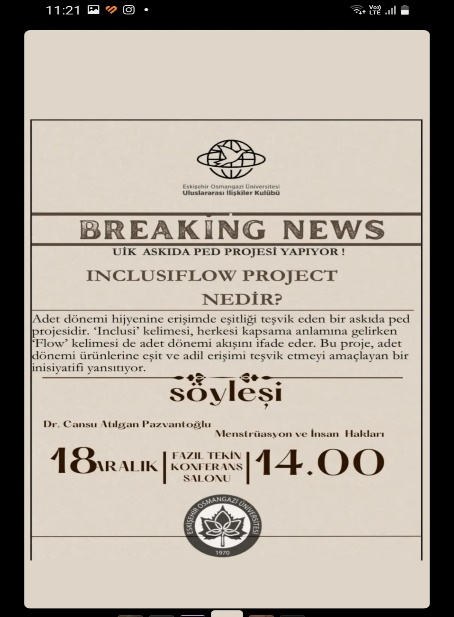 11:21
Vo))
LTE
Eskişehir Osmangazi Üniversitesi
Uluslararası İlişkiler Kulübü
BREAKİNG NEWS
UİK ASKIDA PED PROJESİ YAPIYOR !
INCLUSIFLOW PROJECT
NEDİR?
Adet dönemi hijyenine erişimde eşitliği teşvik eden bir askıda ped
projesidir. ‘Inclusi’ kelimesi, herkesi kapsama anlamına gelirken
‘Flow’ kelimesi de adet dönemi akışını ifade eder. Bu proje, adet
dönemi ürünlerine eşit ve adil erişimi teşvik etmeyi amaçlayan bir
inisiyatifi yansıtıyor.
söyleşi
Dr. Cansu Atılgan Pazvantoğlu
Menstrüasyon ve İnsan Hakları
18 ARALIK
FAZIL TEKİN
KONFERANS
SALONU
14.00
ESKİŞEHİR OSMANGAZİ ÜNİVERSİTESİ
1970